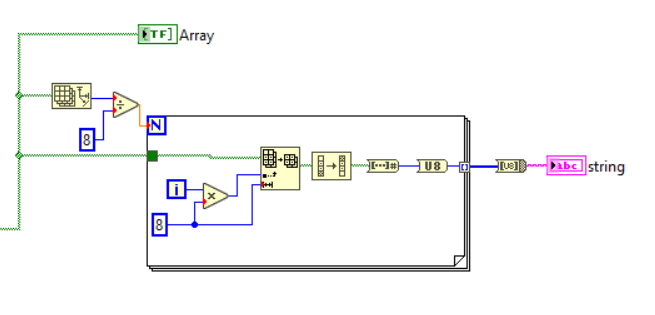 TF] Array
8
N
i
8
[···]#
U8
[U8]
abc string